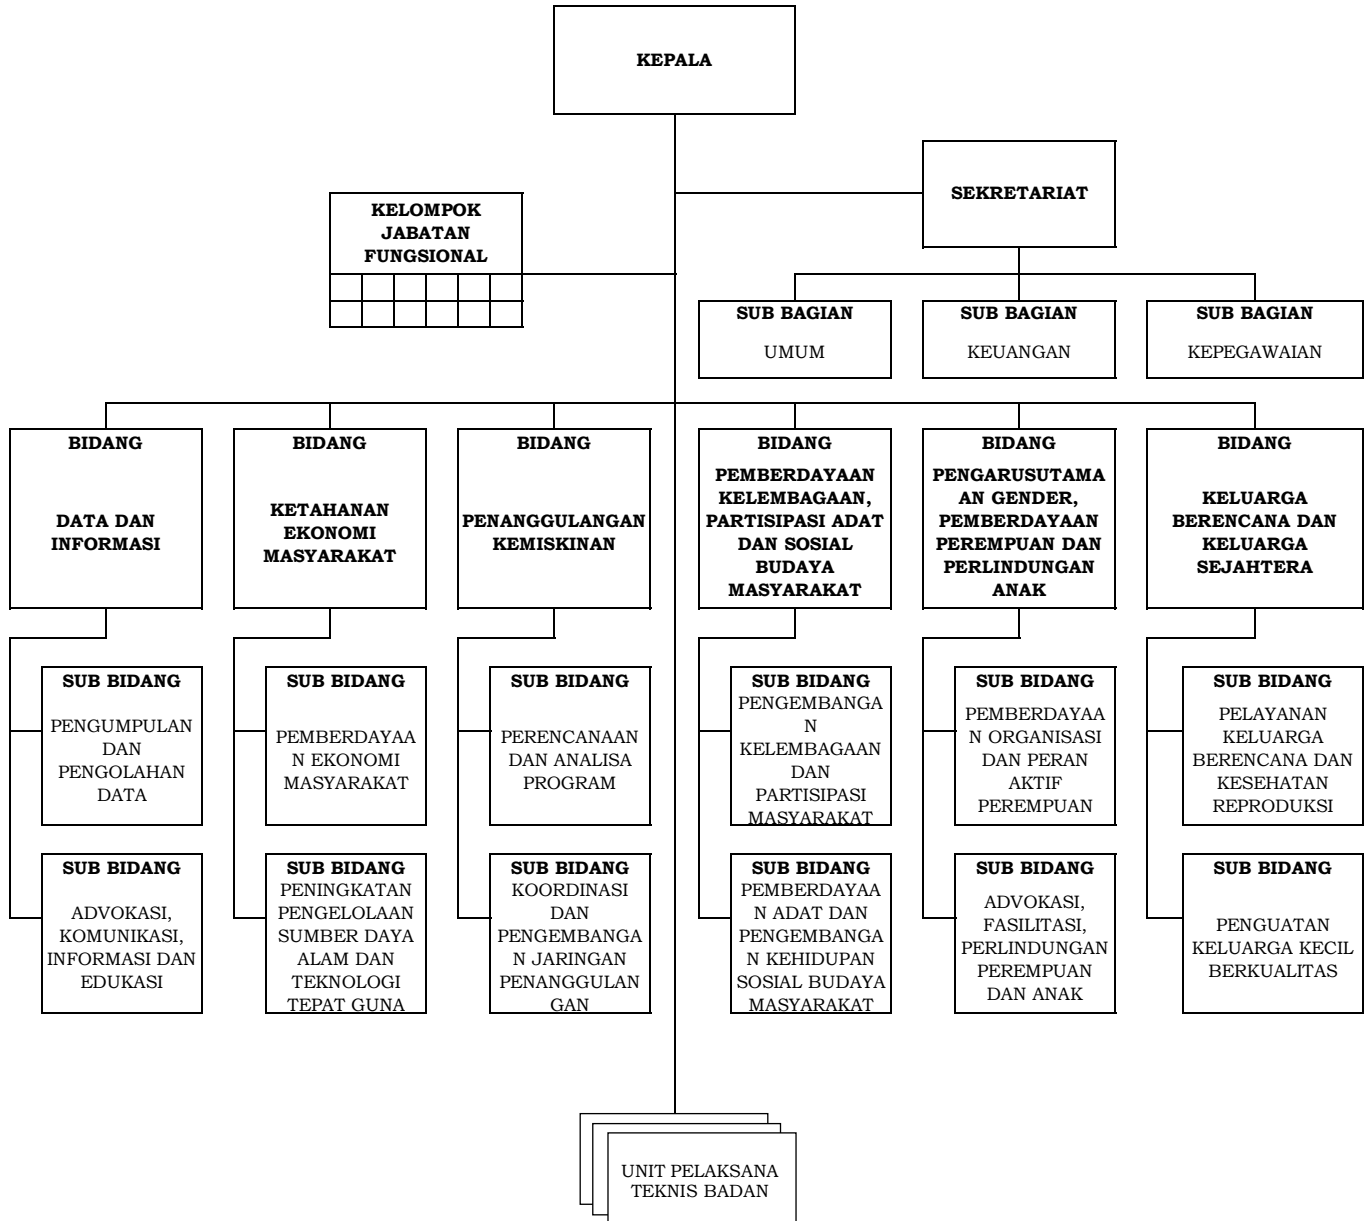 KEPALA
SEKRETARIAT
KELOMPOK
JABATAN
FUNGSIONAL
SUB BAGIAN
UMUM
SUB BAGIAN
KEUANGAN
SUB BAGIAN
KEPEGAWAIAN
BIDANG
DATA DAN
INFORMASI
BIDANG
KETAHANAN
EKONOMI
MASYARAKAT
BIDANG
PENANGGULANGAN
KEMISKINAN
BIDANG
PEMBERDAYAAN
KELEMBAGAAN,
PARTISIPASI ADAT
DAN SOSIAL
BUDAYA
MASYARAKAT
BIDANG
PENGARUSUTAMA
AN GENDER,
PEMBERDAYAAN
PEREMPUAN DAN
PERLINDUNGAN
ANAK
BIDANG
KELUARGA
BERENCANA DAN
KELUARGA
SEJAHTERA
SUB BIDANG
PENGUMPULAN
DAN
PENGOLAHAN
DATA
SUB BIDANG
PEMBERDAYAA
N EKONOMI
MASYARAKAT
SUB BIDANG
PERENCANAAN
DAN ANALISA
PROGRAM
SUB BIDANG
PENGEMBANGA
N
KELEMBAGAAN
DAN
PARTISIPASI
MASYARAKAT
SUB BIDANG
PEMBERDAYAA
N ORGANISASI
DAN PERAN
AKTIF
PEREMPUAN
SUB BIDANG
PELAYANAN
KELUARGA
BERENCANA DAN
KESEHATAN
REPRODUKSI
SUB BIDANG
ADVOKASI,
KOMUNIKASI,
INFORMASI DAN
EDUKASI
SUB BIDANG
PENINGKATAN
PENGELOLAAN
SUMBER DAYA
ALAM DAN
TEKNOLOGI
TEPAT GUNA
SUB BIDANG
KOORDINASI
DAN
PENGEMBANGA
N JARINGAN
PENANGGULAN
GAN
SUB BIDANG
PEMBERDAYAA
N ADAT DAN
PENGEMBANGA
N KEHIDUPAN
SOSIAL BUDAYA
MASYARAKAT
SUB BIDANG
ADVOKASI,
FASILITASI,
PERLINDUNGAN
PEREMPUAN
DAN ANAK
SUB BIDANG
PENGUATAN
KELUARGA KECIL
BERKUALITAS
UNIT PELAKSANA
TEKNIS BADAN